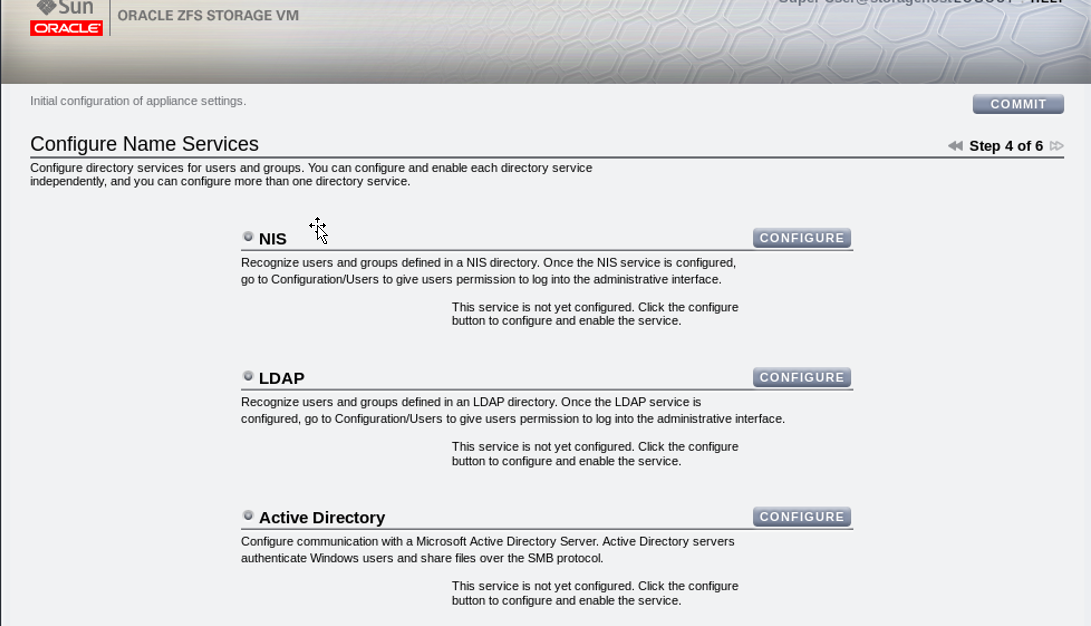 Sun
ORACLE
ORACLE ZFS STORAGE VM
Super-User@storagehost LOGOUT HELP
Initial configuration of appliance settings.
COMMIT
Configure Name Services
Step 4 of 6
Configure directory services for users and groups. You can configure and enable each directory service
independently, and you can configure more than one directory service.
NIS
CONFIGURE
Recognize users and groups defined in a NIS directory. Once the NIS service is configured,
go to Configuration/Users to give users permission to log into the administrative interface.
This service is not yet configured. Click the configure
button to configure and enable the service.
LDAP
CONFIGURE
Recognize users and groups defined in an LDAP directory. Once the LDAP service is
configured, go to Configuration/Users to give users permission to log into the administrative interface.
This service is not yet configured. Click the configure
button to configure and enable the service.
Active Directory
CONFIGURE
Configure communication with a Microsoft Active Directory Server. Active Directory servers
authenticate Windows users and share files over the SMB protocol.
This service is not yet configured. Click the configure
button to configure and enable the service.